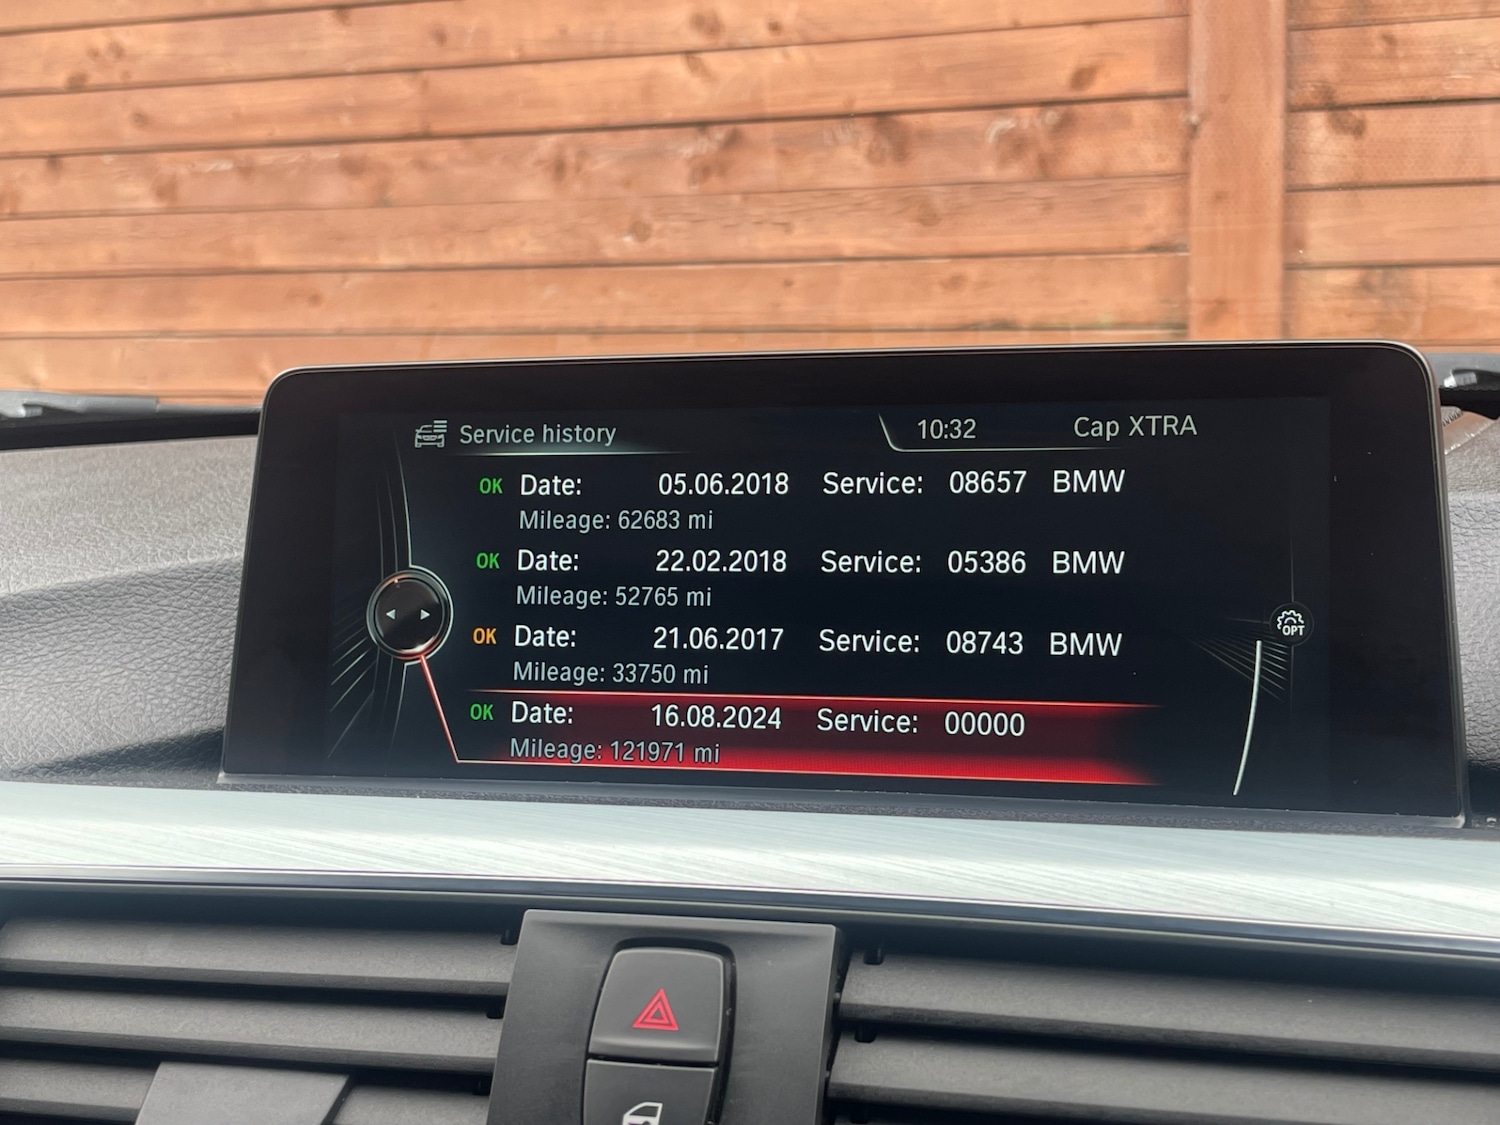 Service history
10:32
Cap XTRA
OK Date: 05.06.2018 Service: 08657 BMW
Mileage: 62683 mi
OK Date: 22.02.2018 Service: 05386 BMW
Mileage: 52765 mi
OK Date: 21.06.2017 Service: 08743 BMW
Mileage: 33750 mi
OPT
OK Date: 16.08.2024 Service: 00000
Mileage: 121971 mi